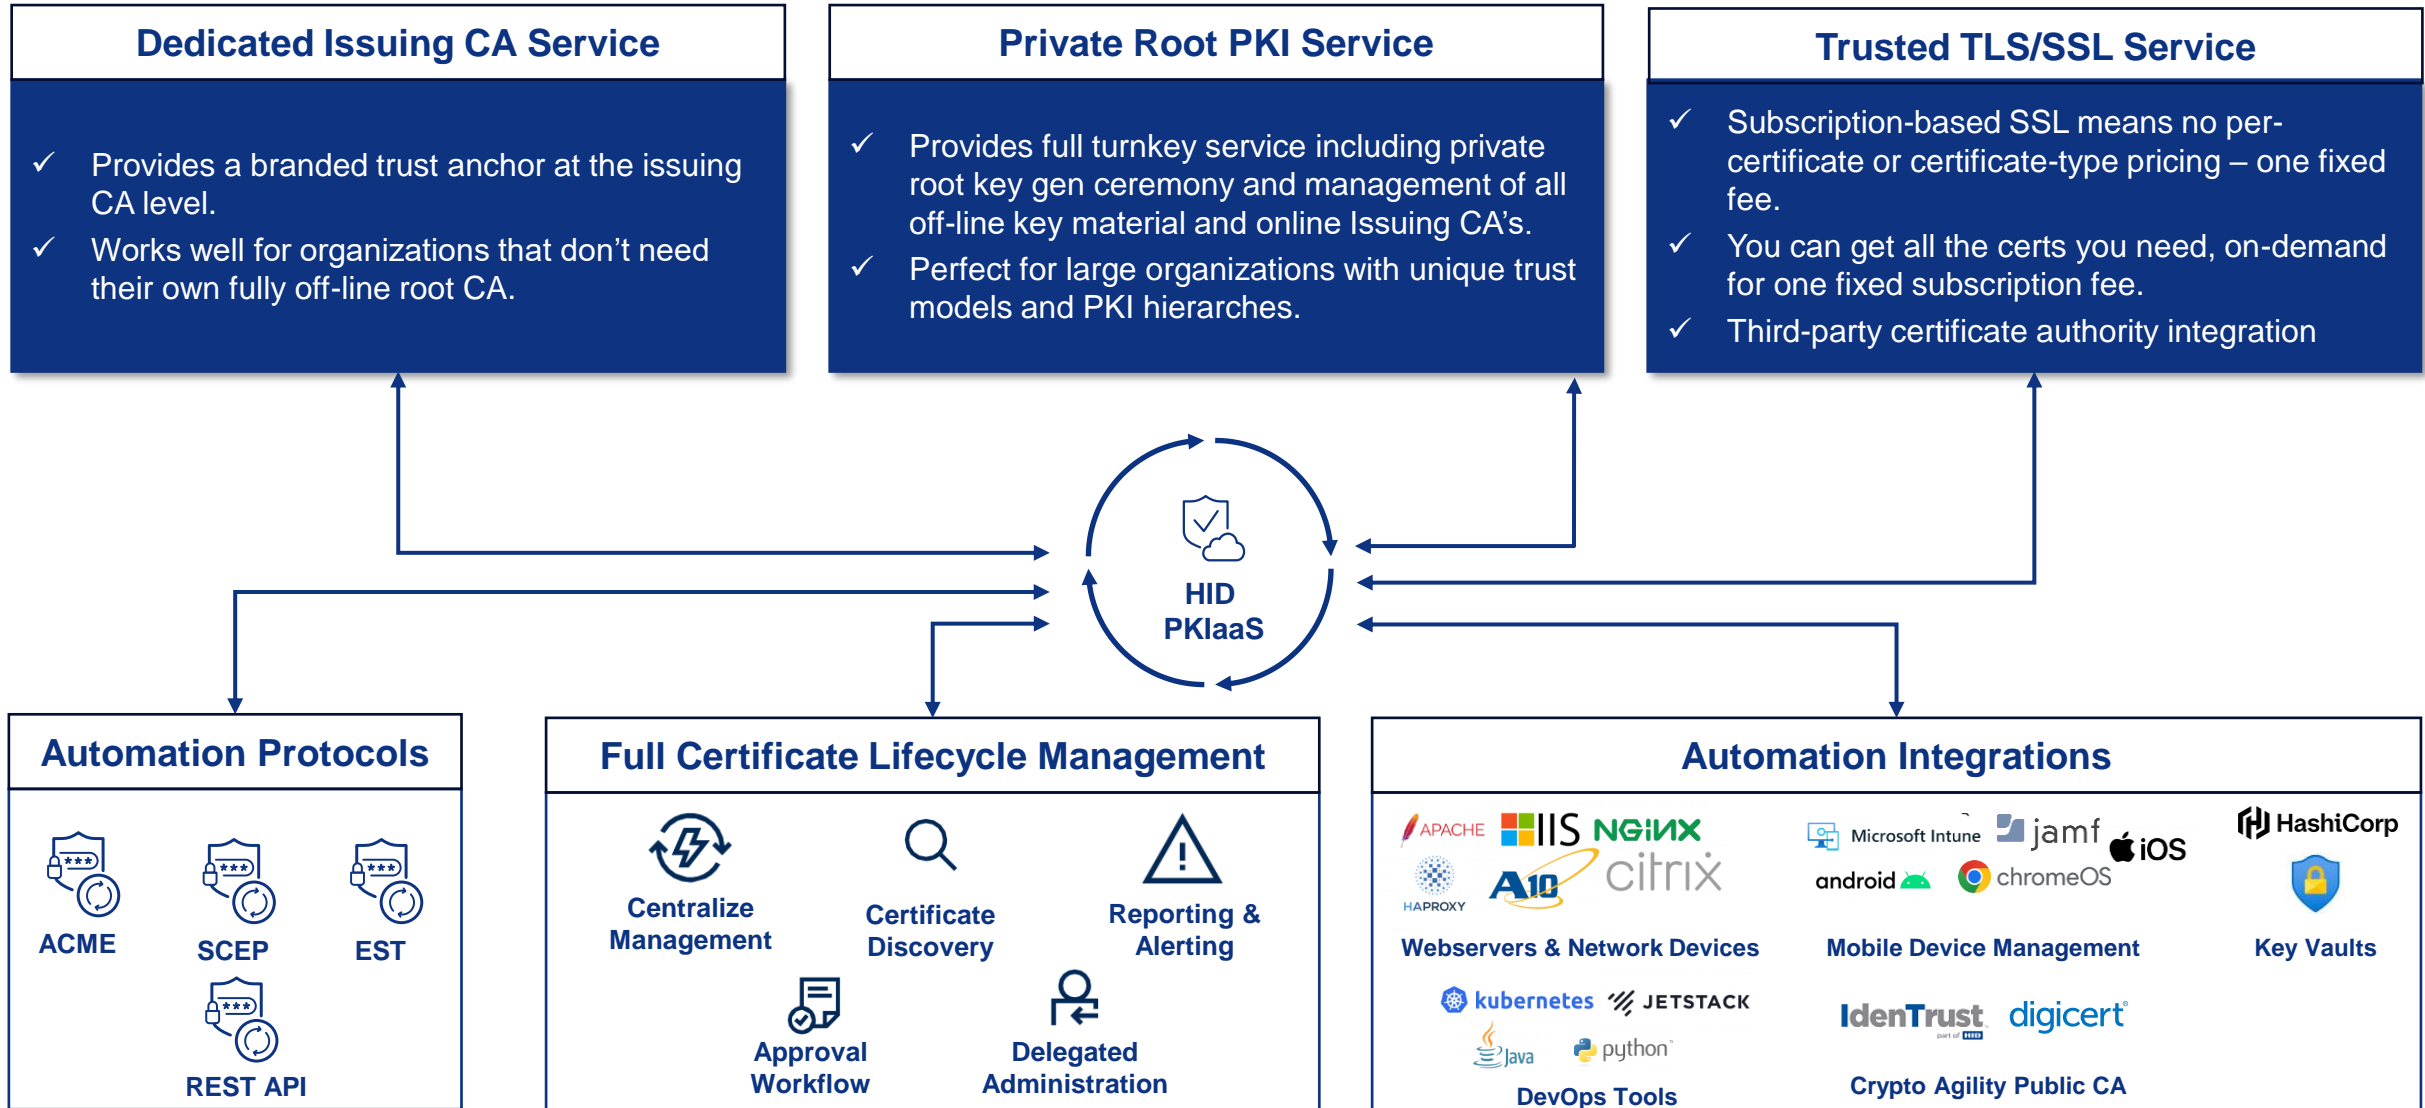 Dedicated Issuing CA Service
✓ Provides a branded trust anchor at the issuing
CA level.
✓ Works well for organizations that don’t need
their own fully off-line root CA.
Private Root PKI Service
✓ Provides full turnkey service including private
root key gen ceremony and management of all
off-line key material and online Issuing CA’s.
✓ Perfect for large organizations with unique trust
models and PKI hierarches.
Trusted TLS/SSL Service
✓ Subscription-based SSL means no per-
certificate or certificate-type pricing – one fixed
fee.
✓ You can get all the certs you need, on-demand
for one fixed subscription fee.
✓ Third-party certificate authority integration
HID
PKIaaS
Automation Protocols
***
ACME
***
SCEP
***
EST
***
REST API
Full Certificate Lifecycle Management
Centralize
Management
Certificate
Discovery
Reporting &
Alerting
Approval
Workflow
Delegated
Administration
Automation Integrations
APACHE
IIS
NGINX
HAPROXY
A10
citrix
Webservers & Network Devices
Microsoft Intune
jamf
iOS
android
chromeOS
Mobile Device Management
HashiCorp
Key Vaults
kubernetes
JETSTACK
Java
python
DevOps Tools
IdenTrust
part of HID
digicert
Crypto Agility Public CA